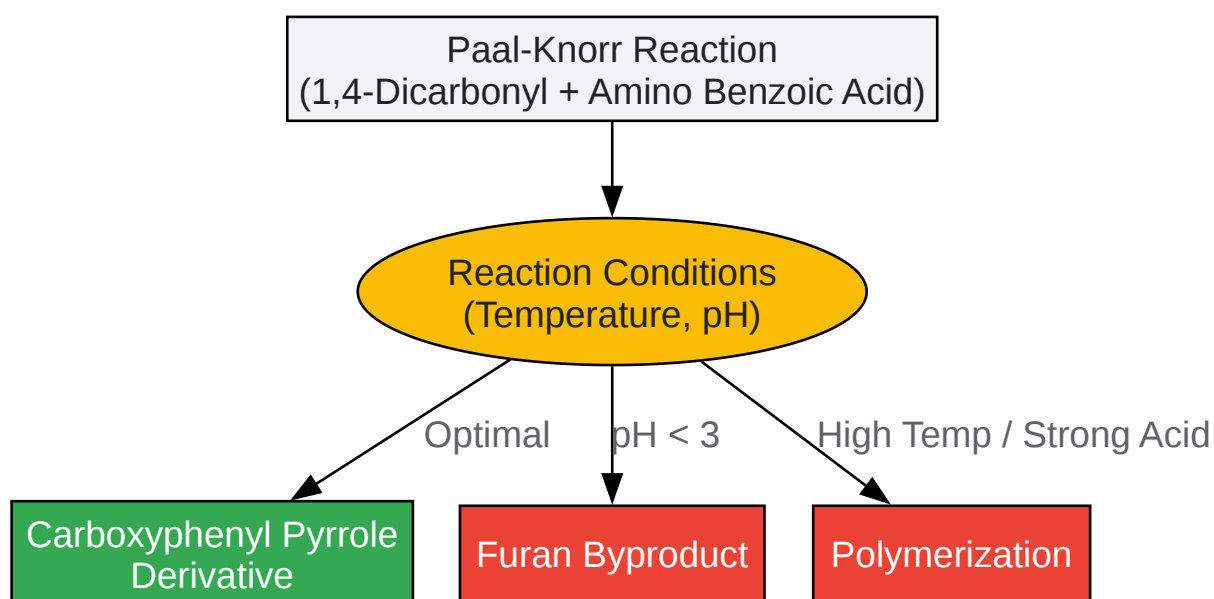 Paal-Knorr Reaction
(1,4-Dicarbonyl + Amino Benzoic Acid)
Reaction Conditions
(Temperature, pH)
Optimal
pH < 3
High Temp / Strong Acid
Carboxyphenyl Pyrrole
Derivative
Furan Byproduct
Polymerization